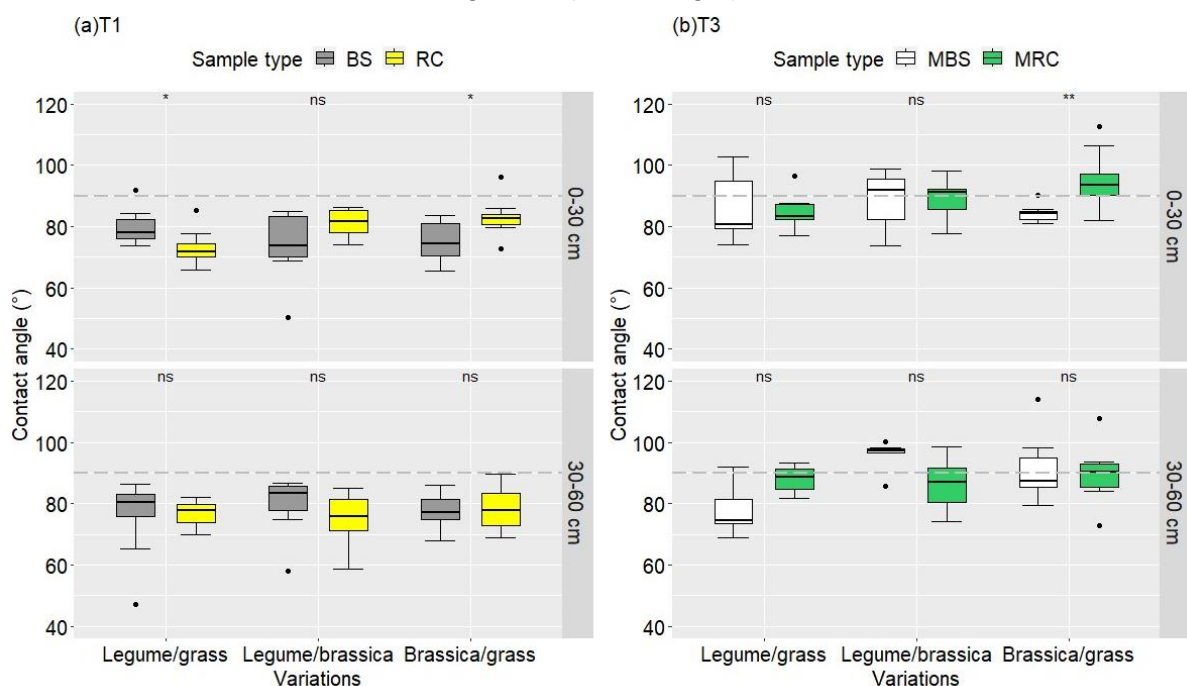 (a)T1
Sample type BS RC
Contact angle (°)
120
100
80
60
40
* ns *
0-30 cm
120
100
80
60
40
ns ns ns
30-60 cm
Legume/grass Legume/brassica Brassica/grass
Variations
(b)T3
Sample type MBS MRC
Contact angle (°)
120
100
80
60
40
ns ns **
0-30 cm
120
100
80
60
40
ns ns ns
30-60 cm
Legume/grass Legume/brassica Brassica/grass
Variations